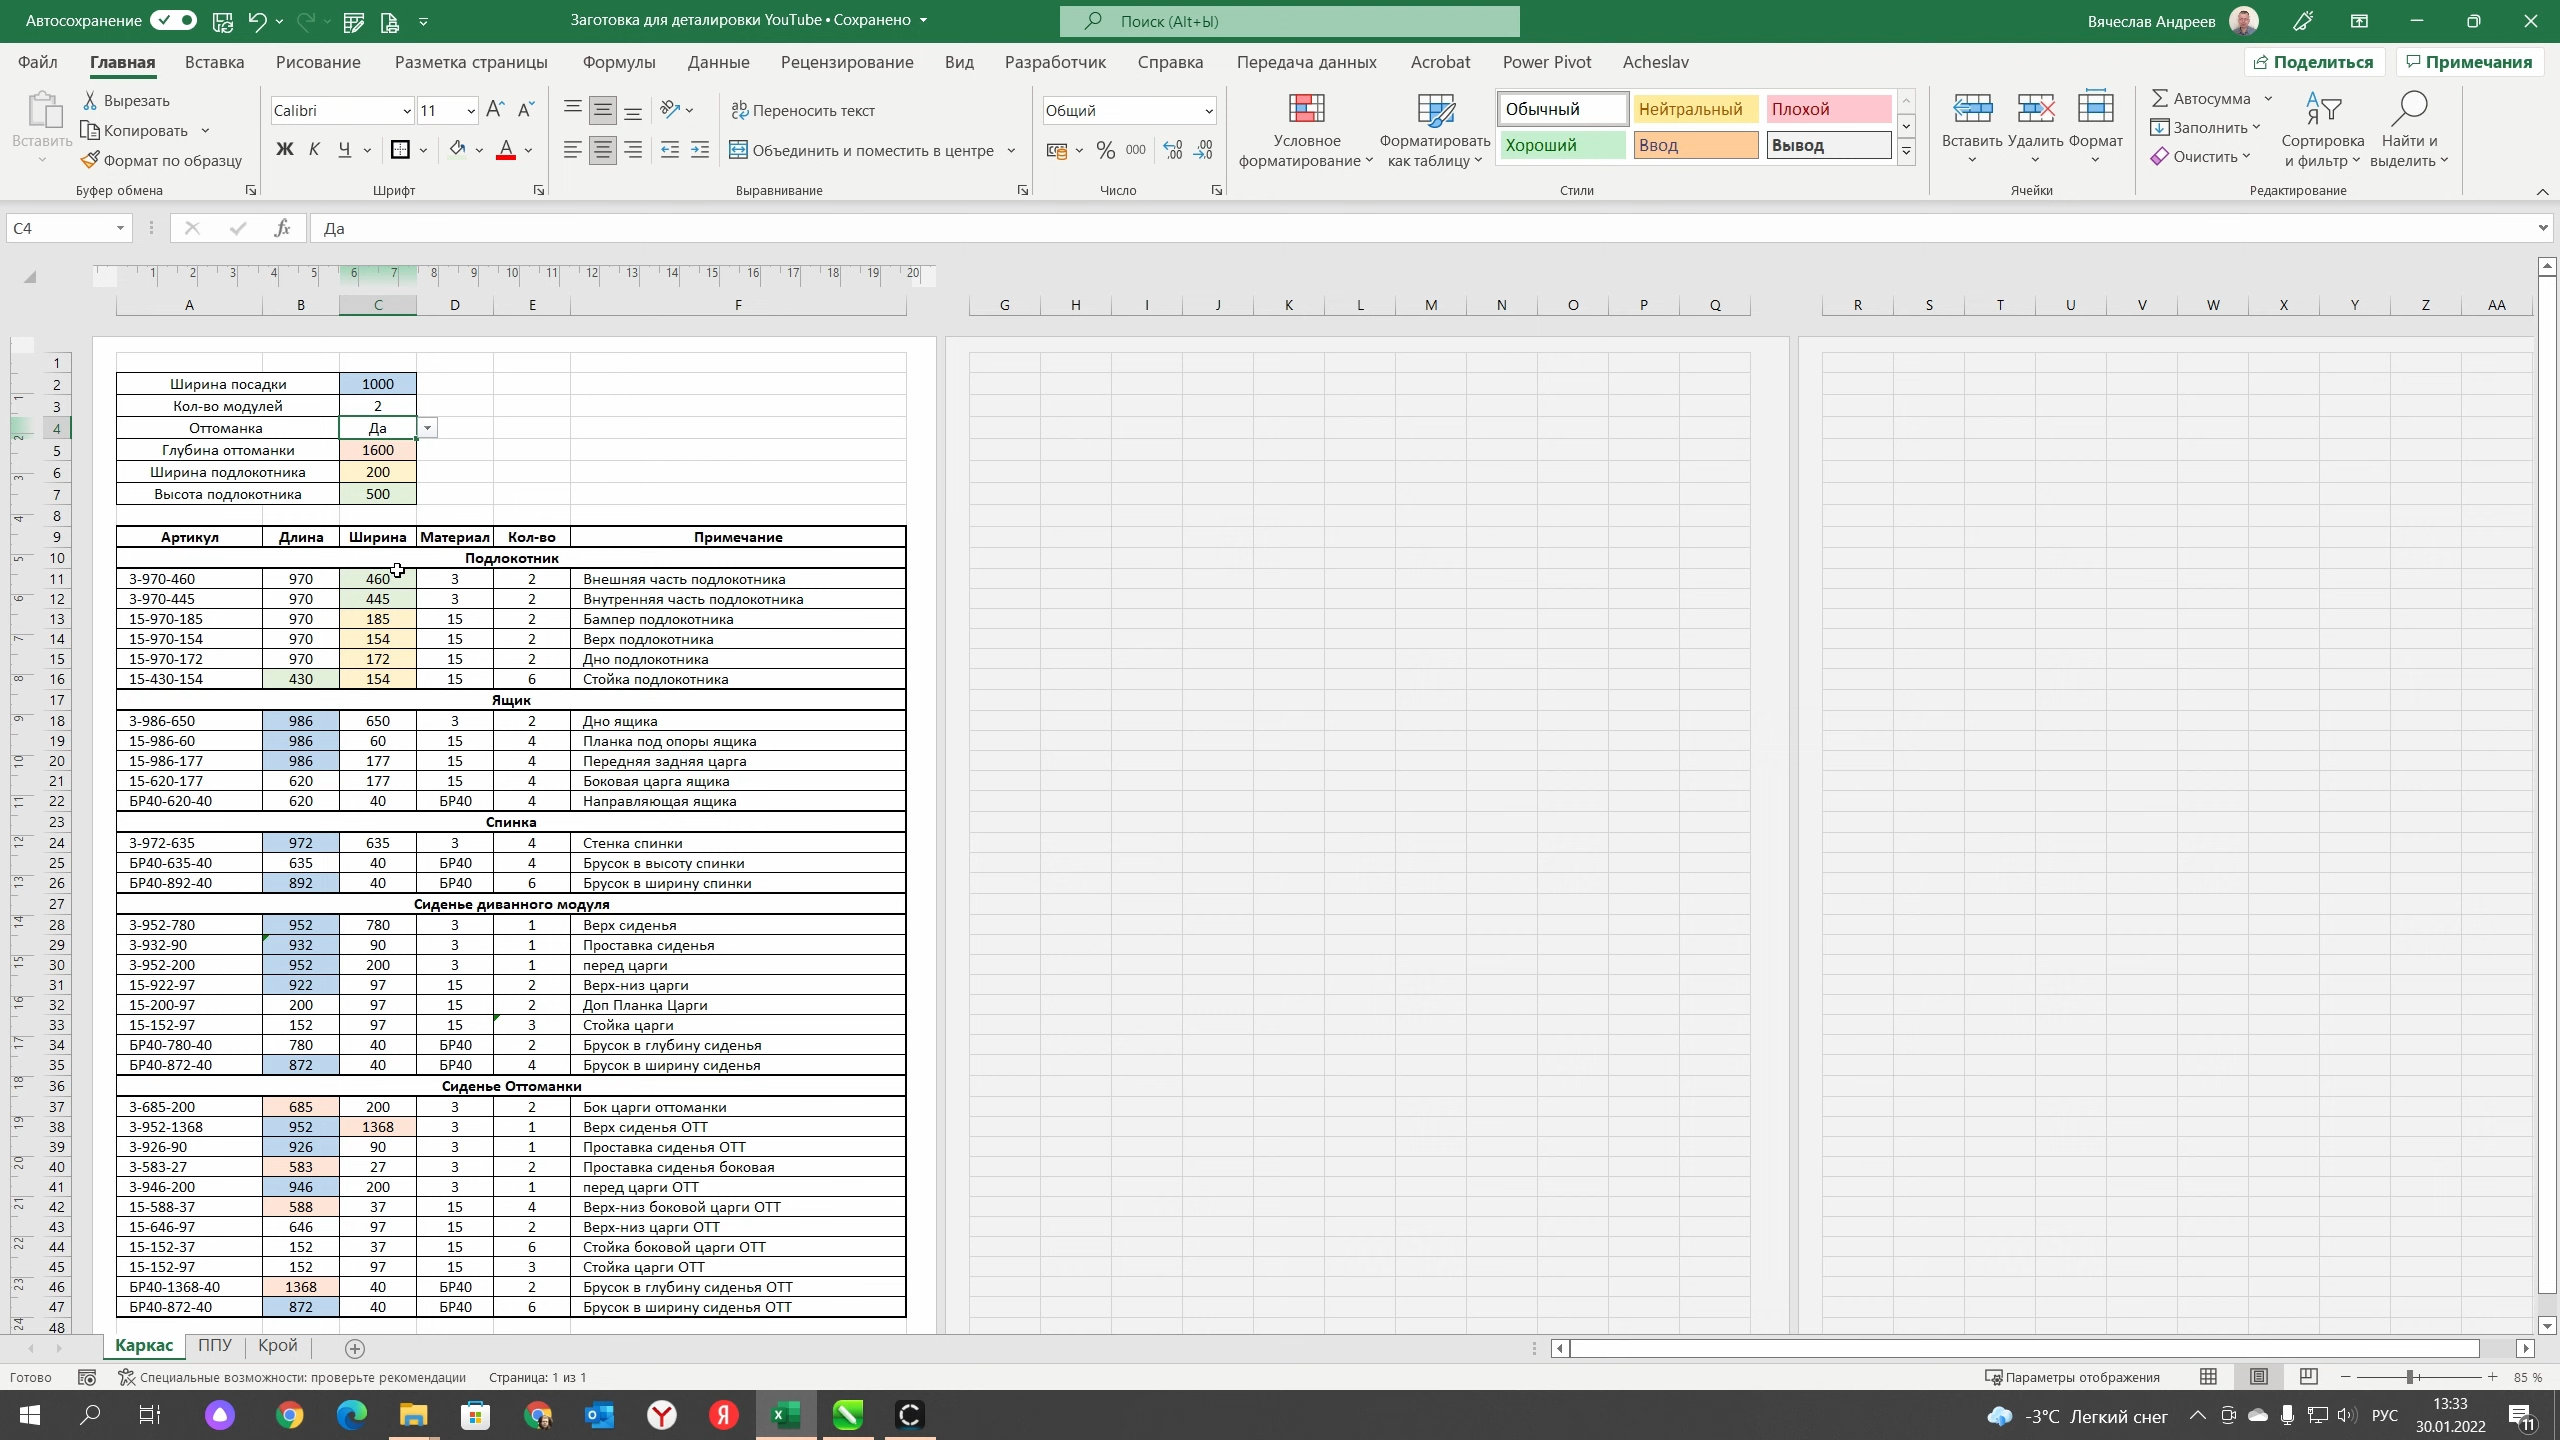 Автосохранение
Заготовка для деталировки YouTube • Сохранено
Поиск (Alt+Ы)
Вячеслав Андреев
Файл Главная Вставка Рисование Разметка страницы Формулы Данные Рецензирование Вид Разработчик Справка Передача данных Acrobat Power Pivot Acheslav Поделиться Примечания
Вставить
Вырезать
Копировать
Формат по образцу
Буфер обмена
Calibri 11
Ж К Ч
Шрифт
Переносить текст
Объединить и поместить в центре
Выравнивание
Общий
% 000
Число
Условное форматирование
Форматировать как таблицу
Обычный Нейтральный Плохой
Хороший Ввод Вывод
Стили
Вставить Удалить Формат
Ячейки
Автосумма
Заполнить
Очистить
Сортировка и фильтр
Найти и выделить
Редактирование
C4 fx Да
1 2 3 4 5 6 7 8 9 10 11 12 13 14 15 16 17 18 19 20
A B C D E F G H I J K L M N O P Q R S T U V W X Y Z AA
1
2 Ширина посадки 1000
3 Кол-во модулей 2
4 Оттоманка Да
5 Глубина оттоманки 1600
6 Ширина подлокотника 200
7 Высота подлокотника 500
8
9 Артикул Длина Ширина Материал Кол-во Примечание
10 Подлокотник
11 3-970-460 970 460 3 2 Внешняя часть подлокотника
12 3-970-445 970 445 3 2 Внутренняя часть подлокотника
13 15-970-185 970 185 15 2 Бампер подлокотника
14 15-970-154 970 154 15 2 Верх подлокотника
15 15-970-172 970 172 15 2 Дно подлокотника
16 15-430-154 430 154 15 6 Стойка подлокотника
17 Ящик
18 3-986-650 986 650 3 2 Дно ящика
19 15-986-60 986 60 15 4 Планка под опоры ящика
20 15-986-177 986 177 15 4 Передняя задняя царга
21 15-620-177 620 177 15 4 Боковая царга ящика
22 БР40-620-40 620 40 БР40 4 Направляющая ящика
23 Спинка
24 3-972-635 972 635 3 4 Стенка спинки
25 БР40-635-40 635 40 БР40 4 Брусок в высоту спинки
26 БР40-892-40 892 40 БР40 6 Брусок в ширину спинки
27 Сиденье диванного модуля
28 3-952-780 952 780 3 1 Верх сиденья
29 3-932-90 932 90 3 1 Проставка сиденья
30 3-952-200 952 200 3 1 перед царги
31 15-922-97 922 97 15 2 Верх-низ царги
32 15-200-97 200 97 15 2 Доп Планка Царги
33 15-152-97 152 97 15 3 Стойка царги
34 БР40-780-40 780 40 БР40 2 Брусок в глубину сиденья
35 БР40-872-40 872 40 БР40 4 Брусок в ширину сиденья
36 Сиденье Оттоманки
37 3-685-200 685 200 3 2 Бок царги оттоманки
38 3-952-1368 952 1368 3 1 Верх сиденья ОТТ
39 3-926-90 926 90 3 1 Проставка сиденья ОТТ
40 3-583-27 583 27 3 2 Проставка сиденья боковая
41 3-946-200 946 200 3 1 перед царги ОТТ
42 15-588-37 588 37 15 4 Верх-низ боковой царги ОТТ
43 15-646-97 646 97 15 2 Верх-низ царги ОТТ
44 15-152-37 152 37 15 6 Стойка боковой царги ОТТ
45 15-152-97 152 97 15 3 Стойка царги ОТТ
46 БР40-1368-40 1368 40 БР40 2 Брусок в глубину сиденья ОТТ
47 БР40-872-40 872 40 БР40 6 Брусок в ширину сиденья ОТТ
48
Каркас ППУ Крой
Готово Специальные возможности: проверьте рекомендации Страница: 1 из 1 Параметры отображения 85 %
-3°C Легкий снег РУС 13:33
30.01.2022
11